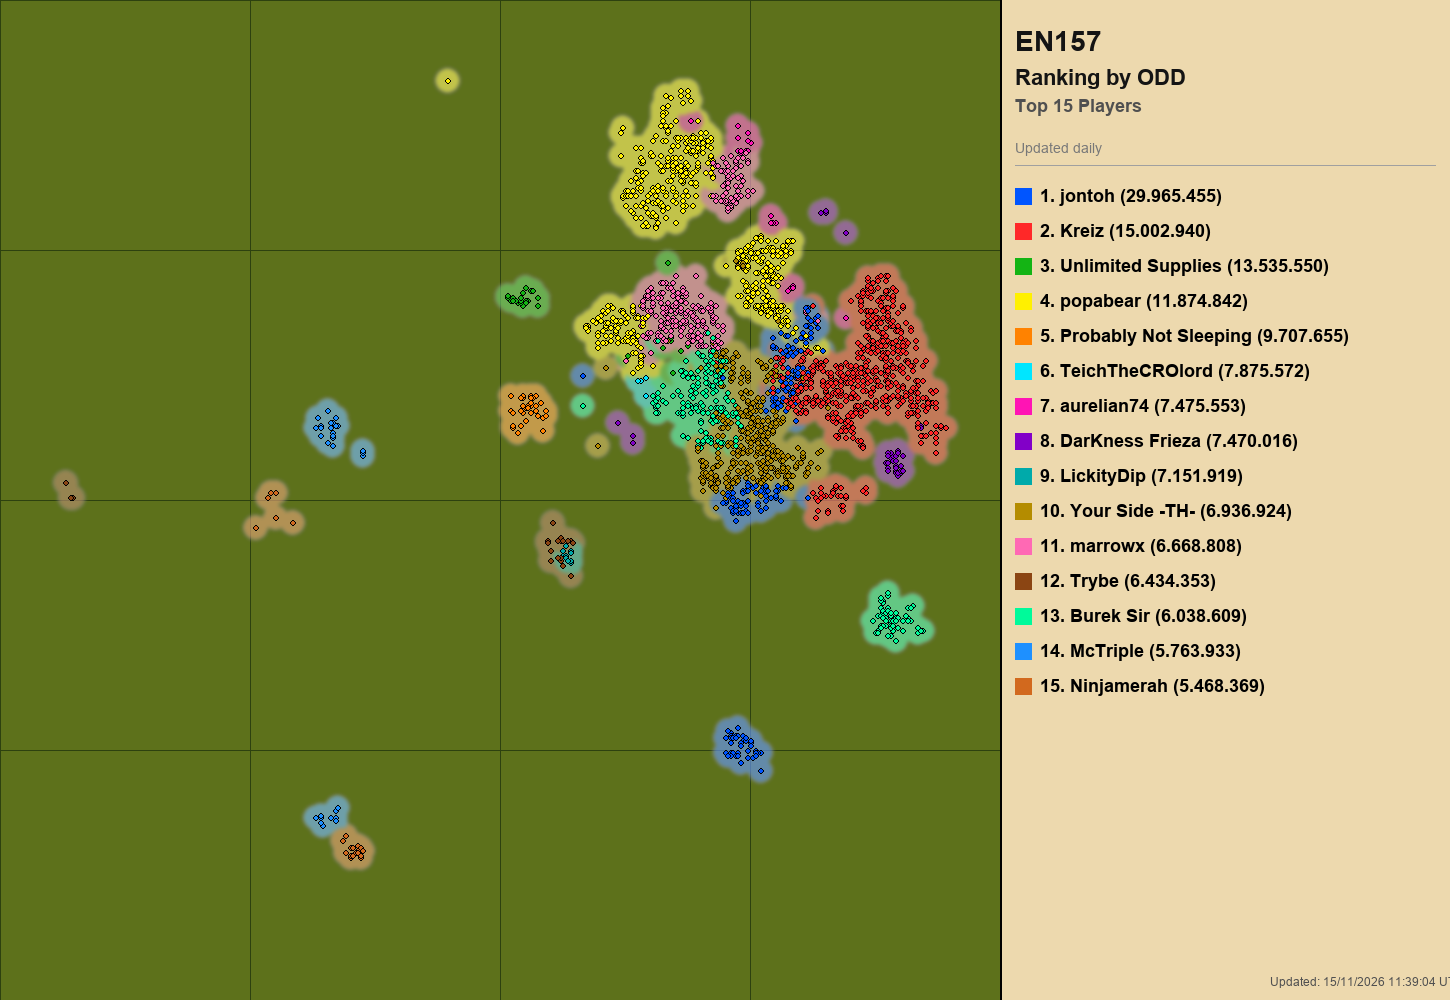 EN157
Ranking by ODD
Top 15 Players
Updated daily
1. jontoh (29.965.455)
2. Kreiz (15.002.940)
3. Unlimited Supplies (13.535.550)
4. popabear (11.874.842)
5. Probably Not Sleeping (9.707.655)
6. TeichTheCROlord (7.875.572)
7. aurelian74 (7.475.553)
8. DarKness Frieza (7.470.016)
9. LickityDip (7.151.919)
10. Your Side -TH- (6.936.924)
11. marrowx (6.668.808)
12. Trybe (6.434.353)
13. Burek Sir (6.038.609)
14. McTriple (5.763.933)
15. Ninjamerah (5.468.369)
Updated: 15/11/2026 11:39:04 U